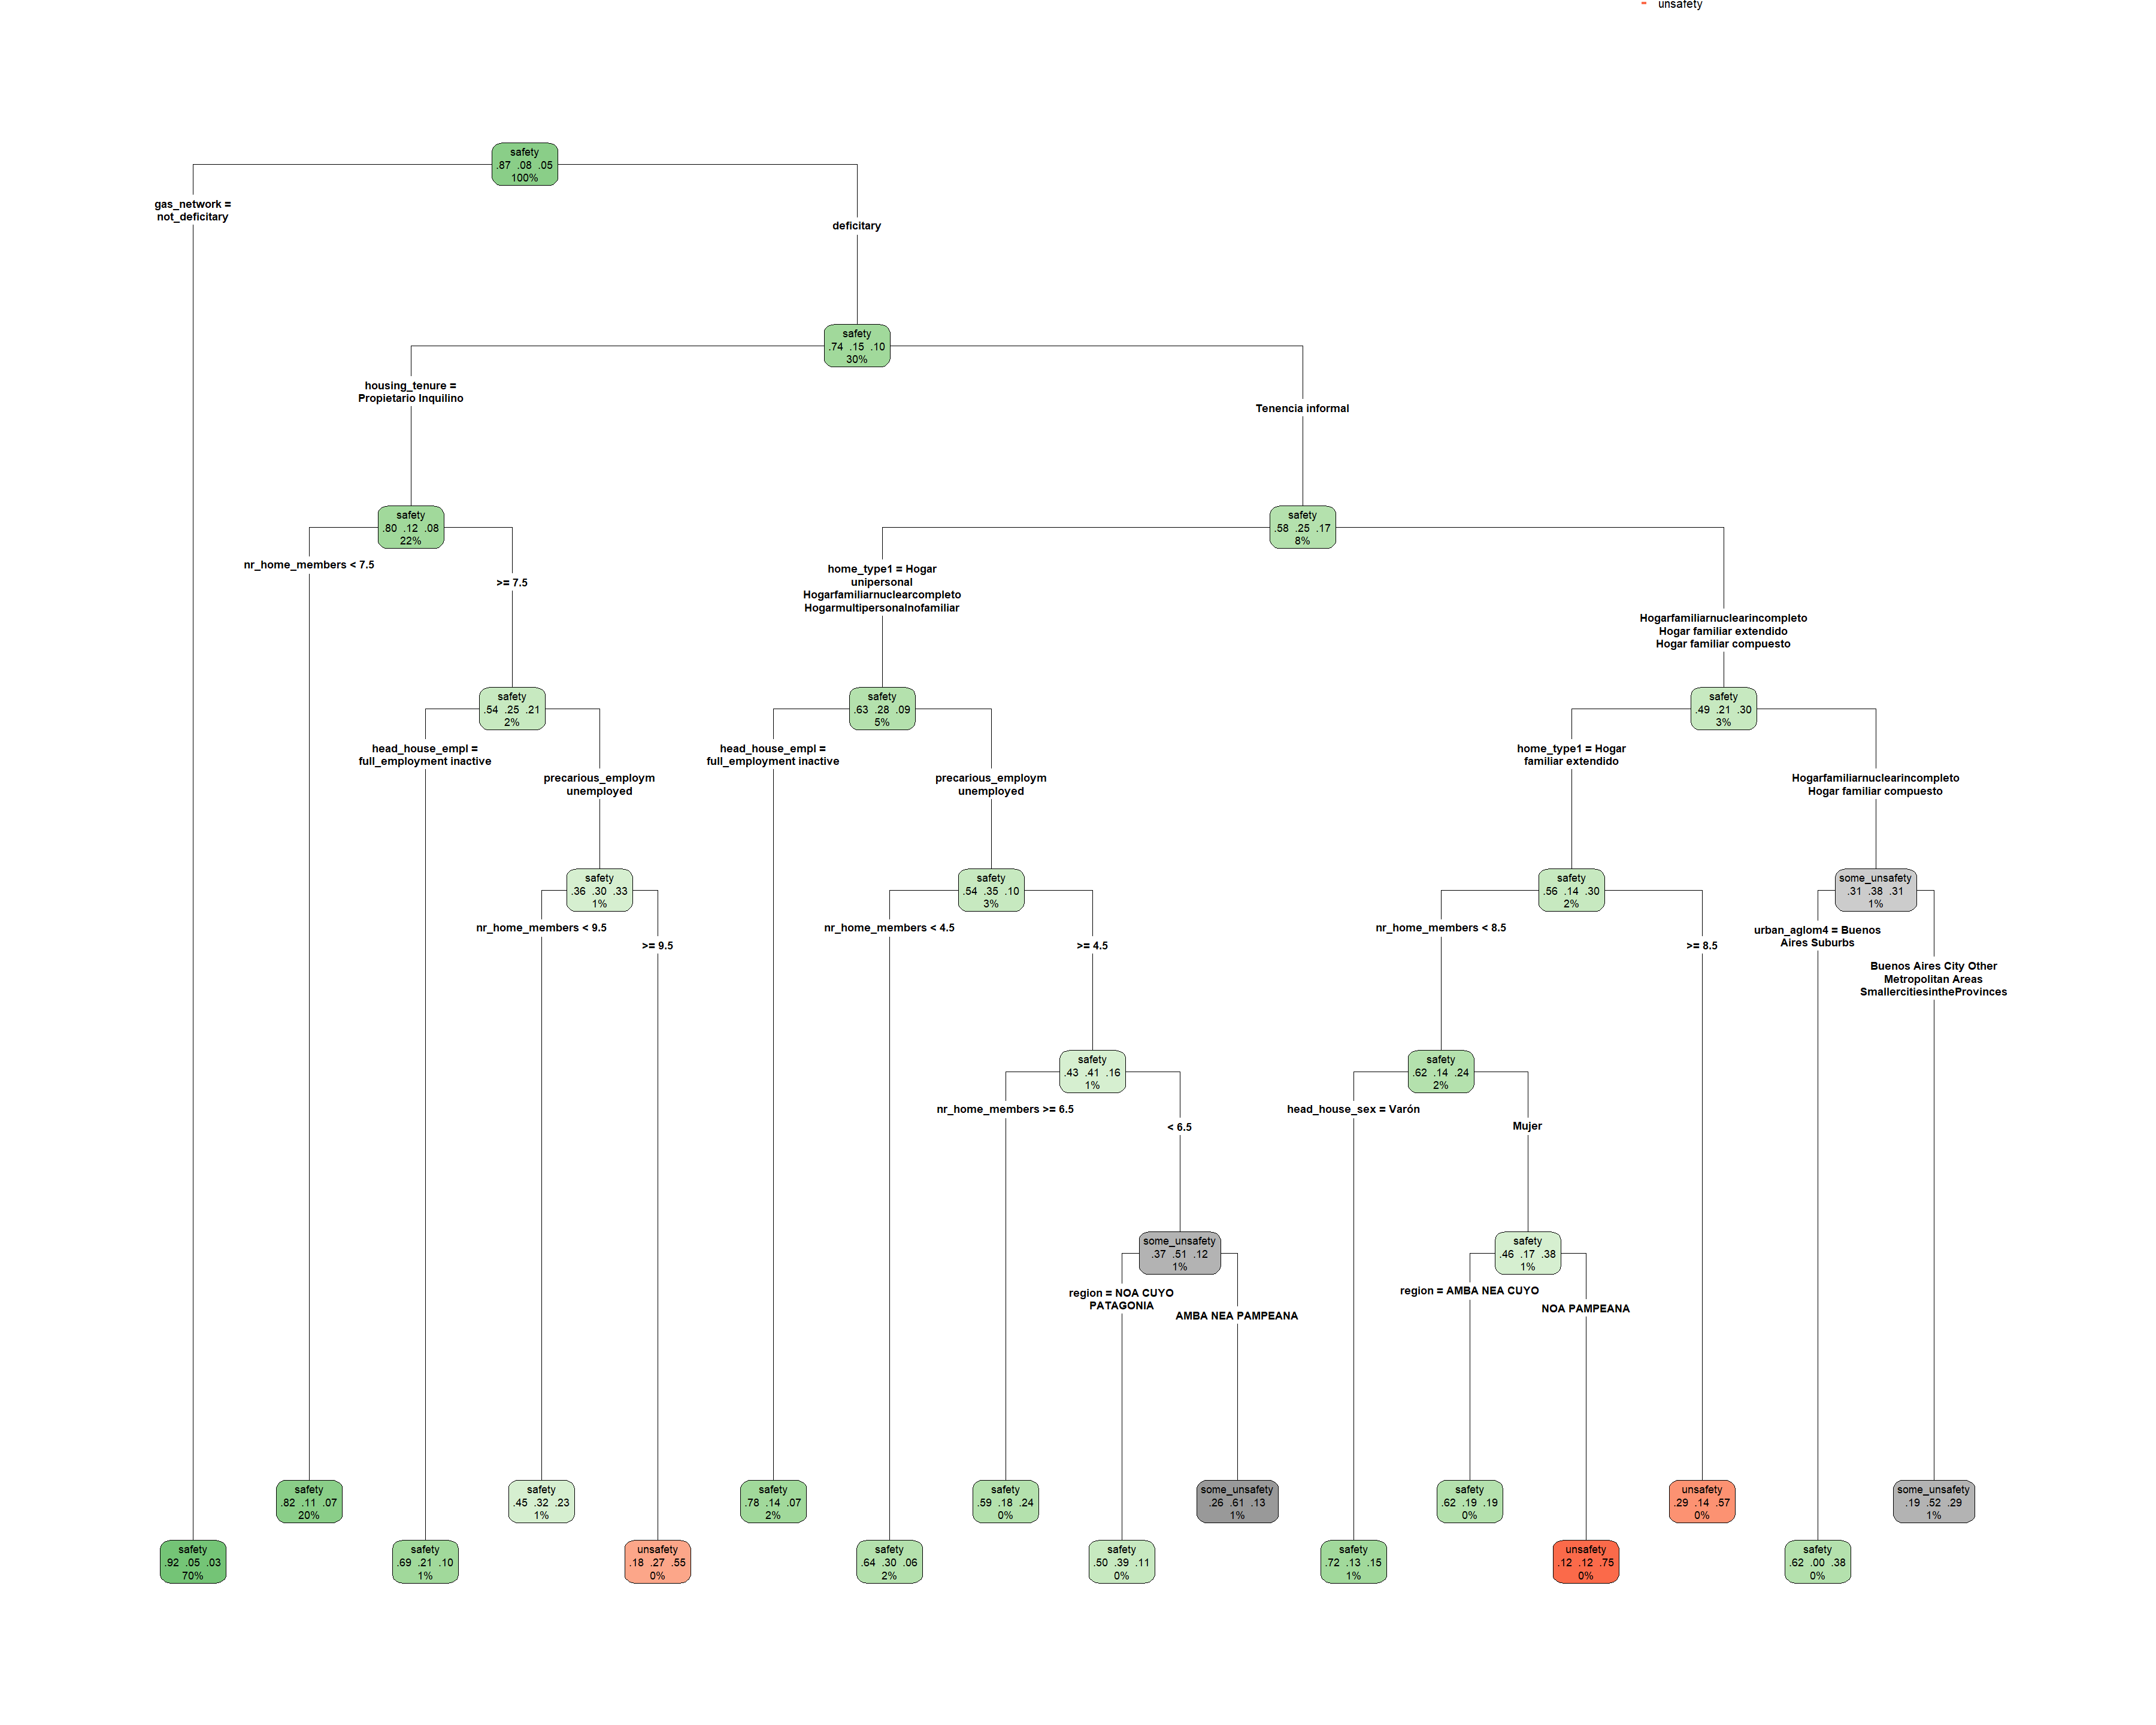 unsafety
safety
.87 .08 .05
100%
gas_network =
not_deficitary
deficitary
safety
.74 .15 .10
30%
housing_tenure =
Propietario Inquilino
Tenencia informal
safety
.80 .12 .08
22%
safety
.58 .25 .17
8%
nr_home_members < 7.5
>= 7.5
home_type1 = Hogar
unipersonal
Hogarfamiliarnuclearcompleto
Hogarmultipersonalnofamiliar
Hogarfamiliarnuclearincompleto
Hogar familiar extendido
Hogar familiar compuesto
safety
.54 .25 .21
2%
safety
.63 .28 .09
5%
safety
.49 .21 .30
3%
head_house_empl =
full_employment inactive
precarious_employm
unemployed
head_house_empl =
full_employment inactive
precarious_employm
unemployed
home_type1 = Hogar
familiar extendido
Hogarfamiliarnuclearincompleto
Hogar familiar compuesto
safety
.36 .30 .33
1%
safety
.54 .35 .10
3%
safety
.56 .14 .30
2%
some_unsafety
.31 .38 .31
1%
nr_home_members < 9.5
>= 9.5
nr_home_members < 4.5
>= 4.5
nr_home_members < 8.5
>= 8.5
urban_aglom4 = Buenos
Aires Suburbs
Buenos Aires City Other
Metropolitan Areas
SmallercitiesintheProvinces
safety
.43 .41 .16
1%
safety
.62 .14 .24
2%
nr_home_members >= 6.5
< 6.5
head_house_sex = Varón
Mujer
some_unsafety
.37 .51 .12
1%
safety
.46 .17 .38
1%
region = NOA CUYO
PATAGONIA
AMBA NEA PAMPEANA
region = AMBA NEA CUYO
NOA PAMPEANA
safety
.82 .11 .07
20%
safety
.45 .32 .23
1%
safety
.78 .14 .07
2%
safety
.59 .18 .24
0%
some_unsafety
.26 .61 .13
1%
safety
.62 .19 .19
0%
unsafety
.29 .14 .57
0%
some_unsafety
.19 .52 .29
1%
safety
.92 .05 .03
70%
safety
.69 .21 .10
1%
unsafety
.18 .27 .55
0%
safety
.64 .30 .06
2%
safety
.50 .39 .11
0%
safety
.72 .13 .15
1%
unsafety
.12 .12 .75
0%
safety
.62 .00 .38
0%